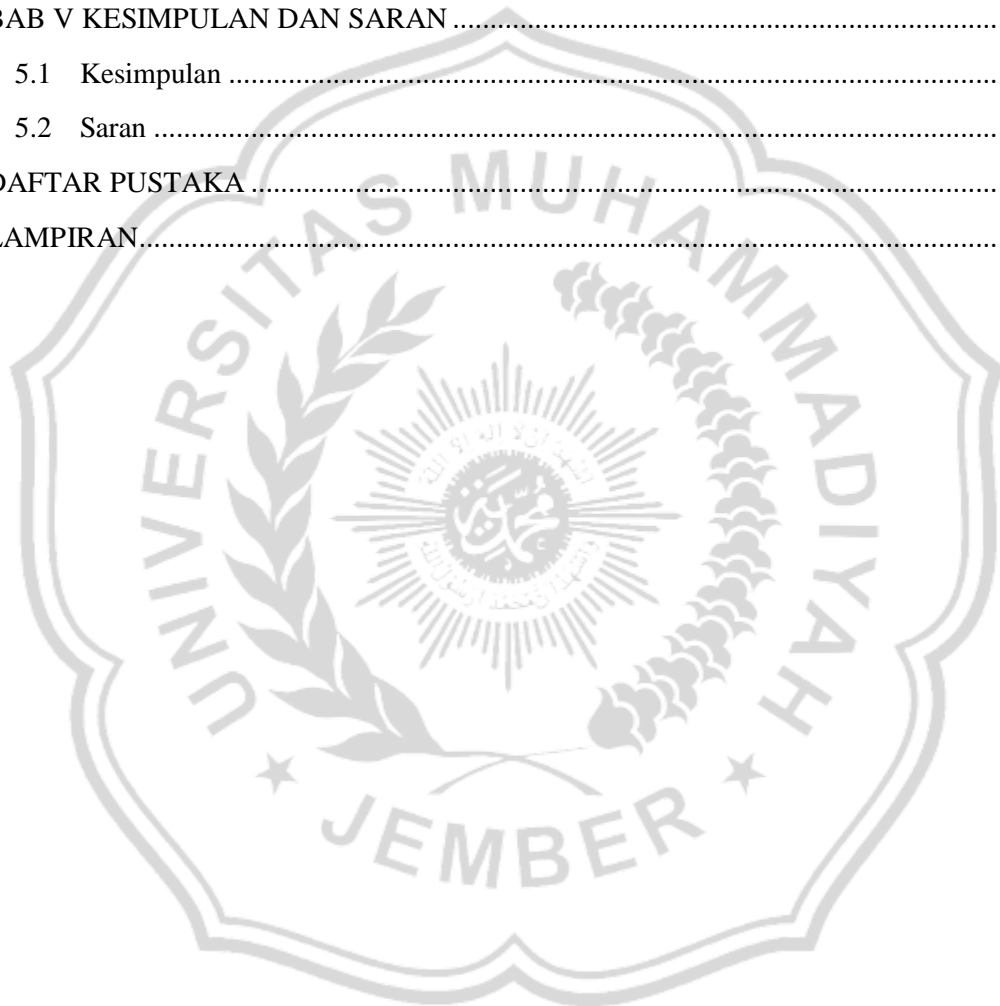 BAB V KESIMPULAN DAN SARAN ........................................................................
5.1 Kesimpulan ......................................................................................................
5.2 Saran ................................................................................................................
DAFTAR PUSTAKA ...................................................................................................
LAMPIRAN..................................................................................................................
UNIVERSITAS MUHAMMADIYAH
JEMBER